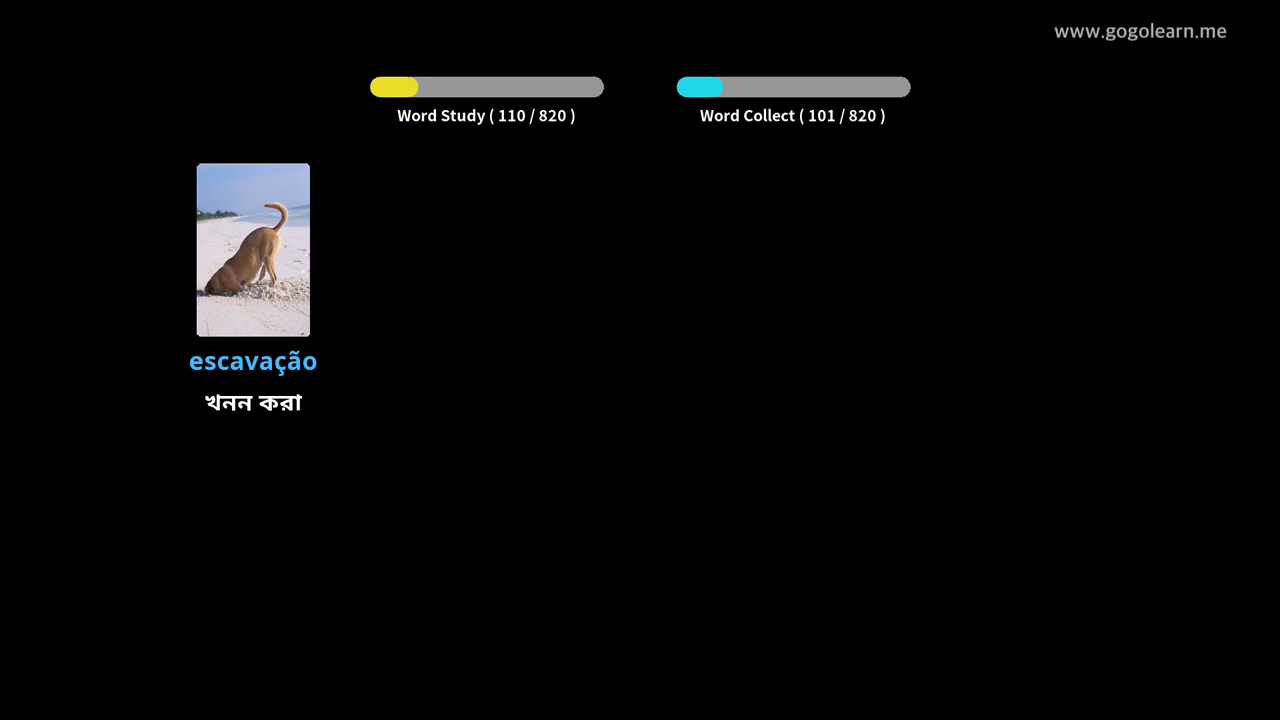 www.gogolearn.me
Word Study ( 110 / 820 )
Word Collect ( 101 / 820 )
escavação
খনন করা